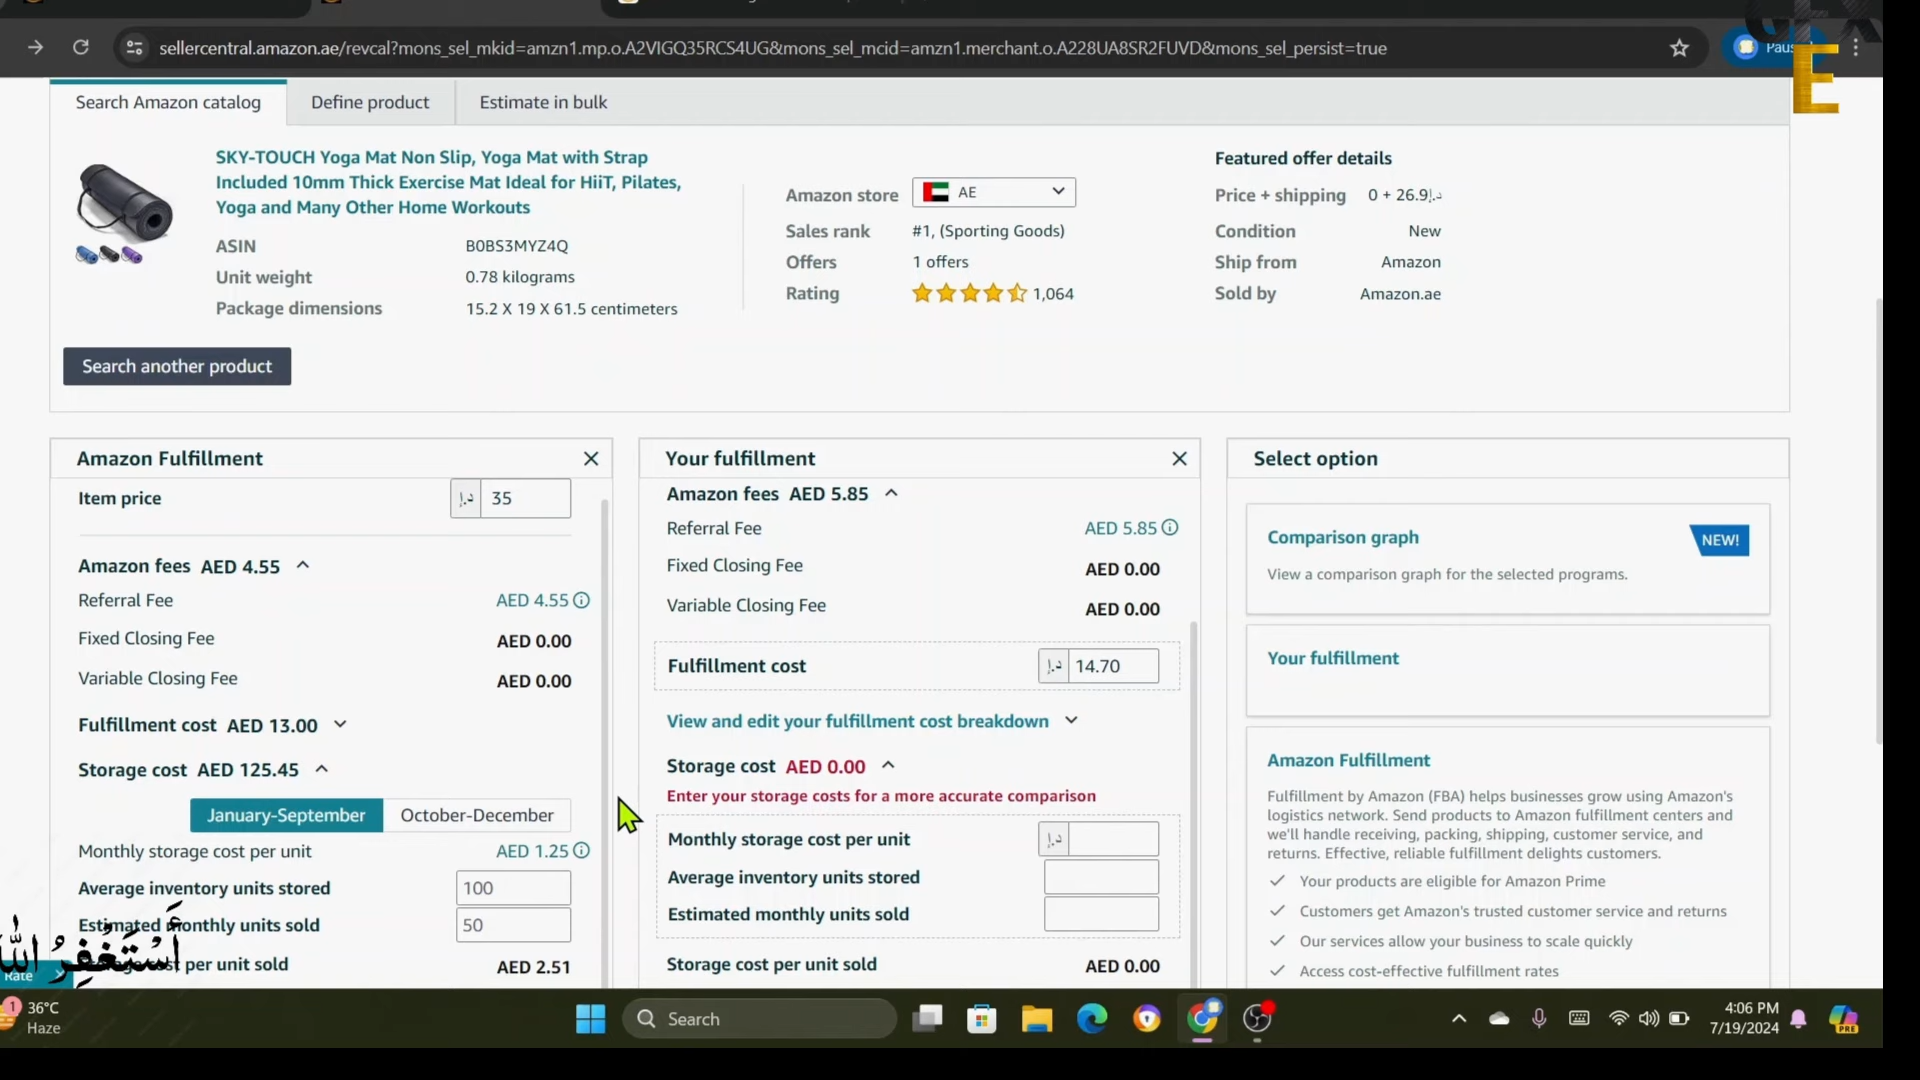 sellercentral.amazon.ae/revcal?mons_sel_mkid=amzn1.mp.o.A2VIGQ35RCS4UG&mons_sel_mcid=amzn1.merchant.o.A228UA8SR2FUVD&mons_sel_persist=true
E
Search Amazon catalog
Define product
Estimate in bulk
SKY-TOUCH Yoga Mat Non Slip, Yoga Mat with Strap
Included 10mm Thick Exercise Mat Ideal for HiiT, Pilates,
Yoga and Many Other Home Workouts
ASIN B0BS3MYZ4Q
Unit weight 0.78 kilograms
Package dimensions 15.2 X 19 X 61.5 centimeters
Amazon store AE
Sales rank #1, (Sporting Goods)
Offers 1 offers
Rating 1,064
Featured offer details
Price + shipping 0 + 26.9
Condition New
Ship from Amazon
Sold by Amazon.ae
Search another product
Amazon Fulfillment
Item price د.إ 35
Amazon fees AED 4.55
Referral Fee AED 4.55
Fixed Closing Fee AED 0.00
Variable Closing Fee AED 0.00
Fulfillment cost AED 13.00
Storage cost AED 125.45
January-September October-December
Monthly storage cost per unit AED 1.25
Average inventory units stored 100
Estimated monthly units sold 50
per unit sold AED 2.51
Your fulfillment
Amazon fees AED 5.85
Referral Fee AED 5.85
Fixed Closing Fee AED 0.00
Variable Closing Fee AED 0.00
Fulfillment cost د.إ 14.70
View and edit your fulfillment cost breakdown
Storage cost AED 0.00
Enter your storage costs for a more accurate comparison
Monthly storage cost per unit د.إ
Average inventory units stored
Estimated monthly units sold
Storage cost per unit sold AED 0.00
Select option
Comparison graph
NEW!
View a comparison graph for the selected programs.
Your fulfillment
Amazon Fulfillment
Fulfillment by Amazon (FBA) helps businesses grow using Amazon's
logistics network. Send products to Amazon fulfillment centers and
we'll handle receiving, packing, shipping, customer service, and
returns. Effective, reliable fulfillment delights customers.
Your products are eligible for Amazon Prime
Customers get Amazon's trusted customer service and returns
Our services allow your business to scale quickly
Access cost-effective fulfillment rates
أَسْتَغْفِرُ اللهَ
Rate
1
36°C
Haze
Search
4:06 PM
7/19/2024
PRE